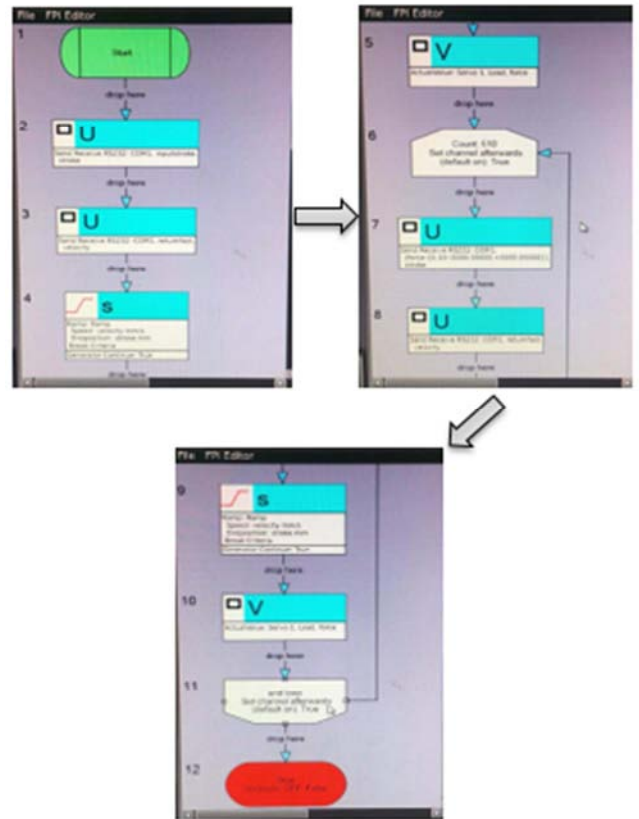 File FPi Editor
1
Start
drop here
2
U
Send Receive RS232: COM1, inputstroke,
stroke
drop here
3
U
Send Receive RS232: COM1, returnfast,
velocity
drop here
4
S
Ramp: Ramp
Speed: velocity mm/s
Endposition: stroke mm
Break Criteria:
Generator Continue: True
drop here
File FPi Editor
5
V
ActualValue: Servo 1, Load, force
drop here
6
Count:
Set channel afterwards
(default on): True
drop here
7
U
Send Receive RS232: COM1,
stroke
drop here
8
U
Send Receive RS232: COM1, returnfast,
velocity
drop here
File FPi Editor
9
S
Ramp: Ramp
Speed: velocity mm/s
Endposition: stroke mm
Break Criteria:
Generator Continue: True
drop here
10
V
ActualValue: Servo 1, Load, force
drop here
11
end loop
Set channel afterwards
(default on): True
drop here
12